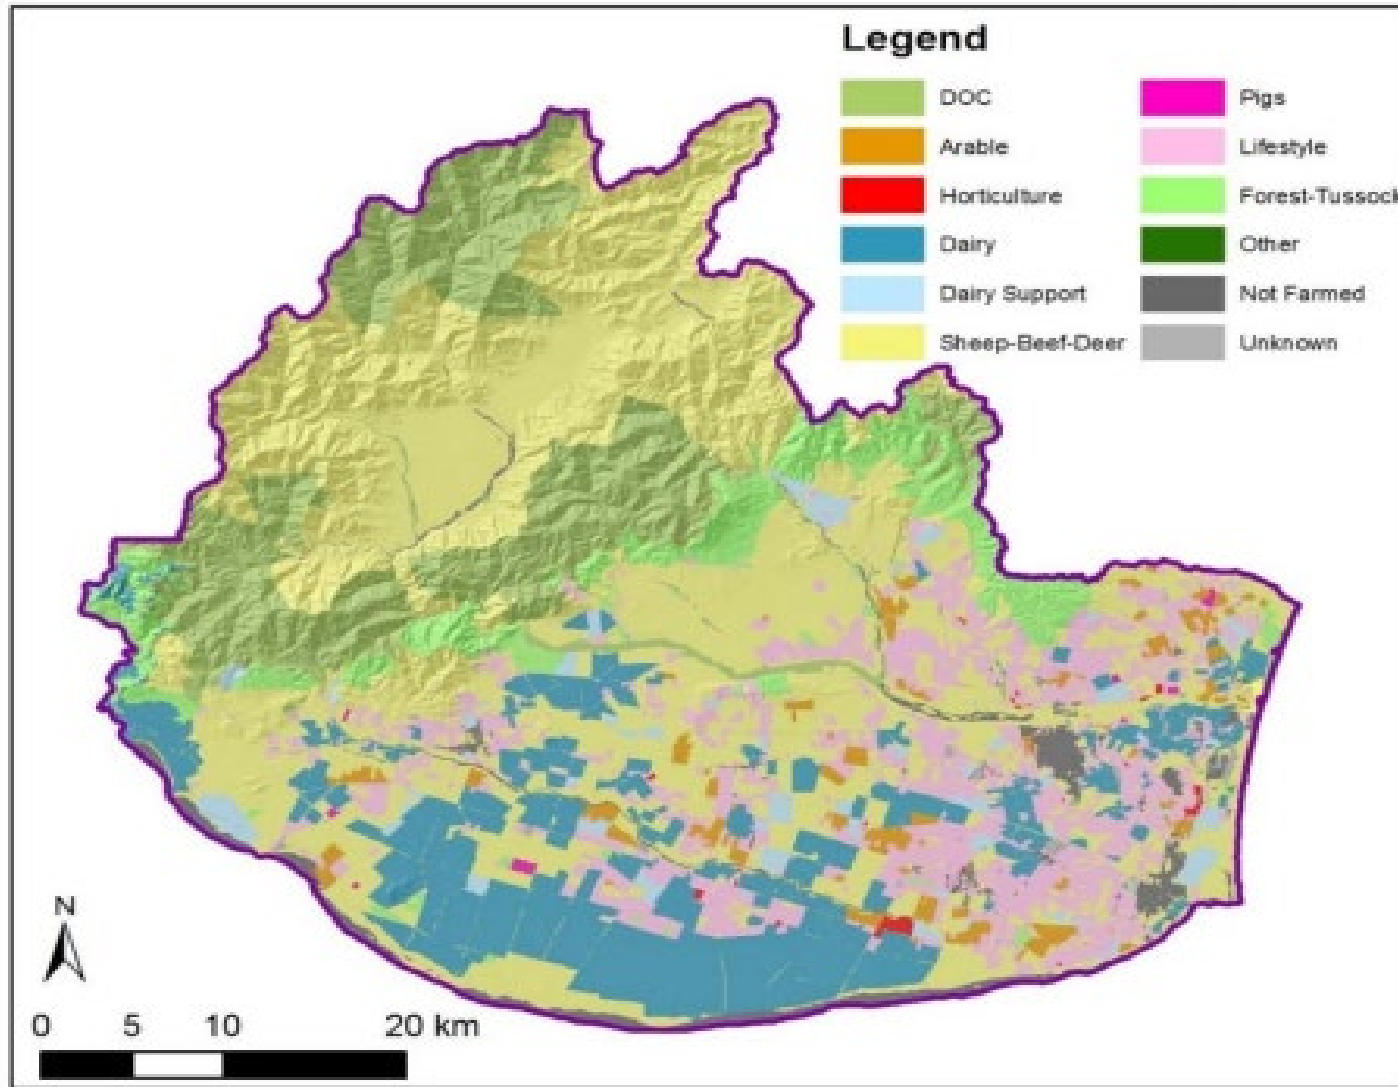 Legend
DOC
Arable
Horticulture
Dairy
Dairy Support
Sheep-Beef-Deer
Pigs
Lifestyle
Forest-Tussock
Other
Not Farmed
Unknown
N
0 5 10 20 km